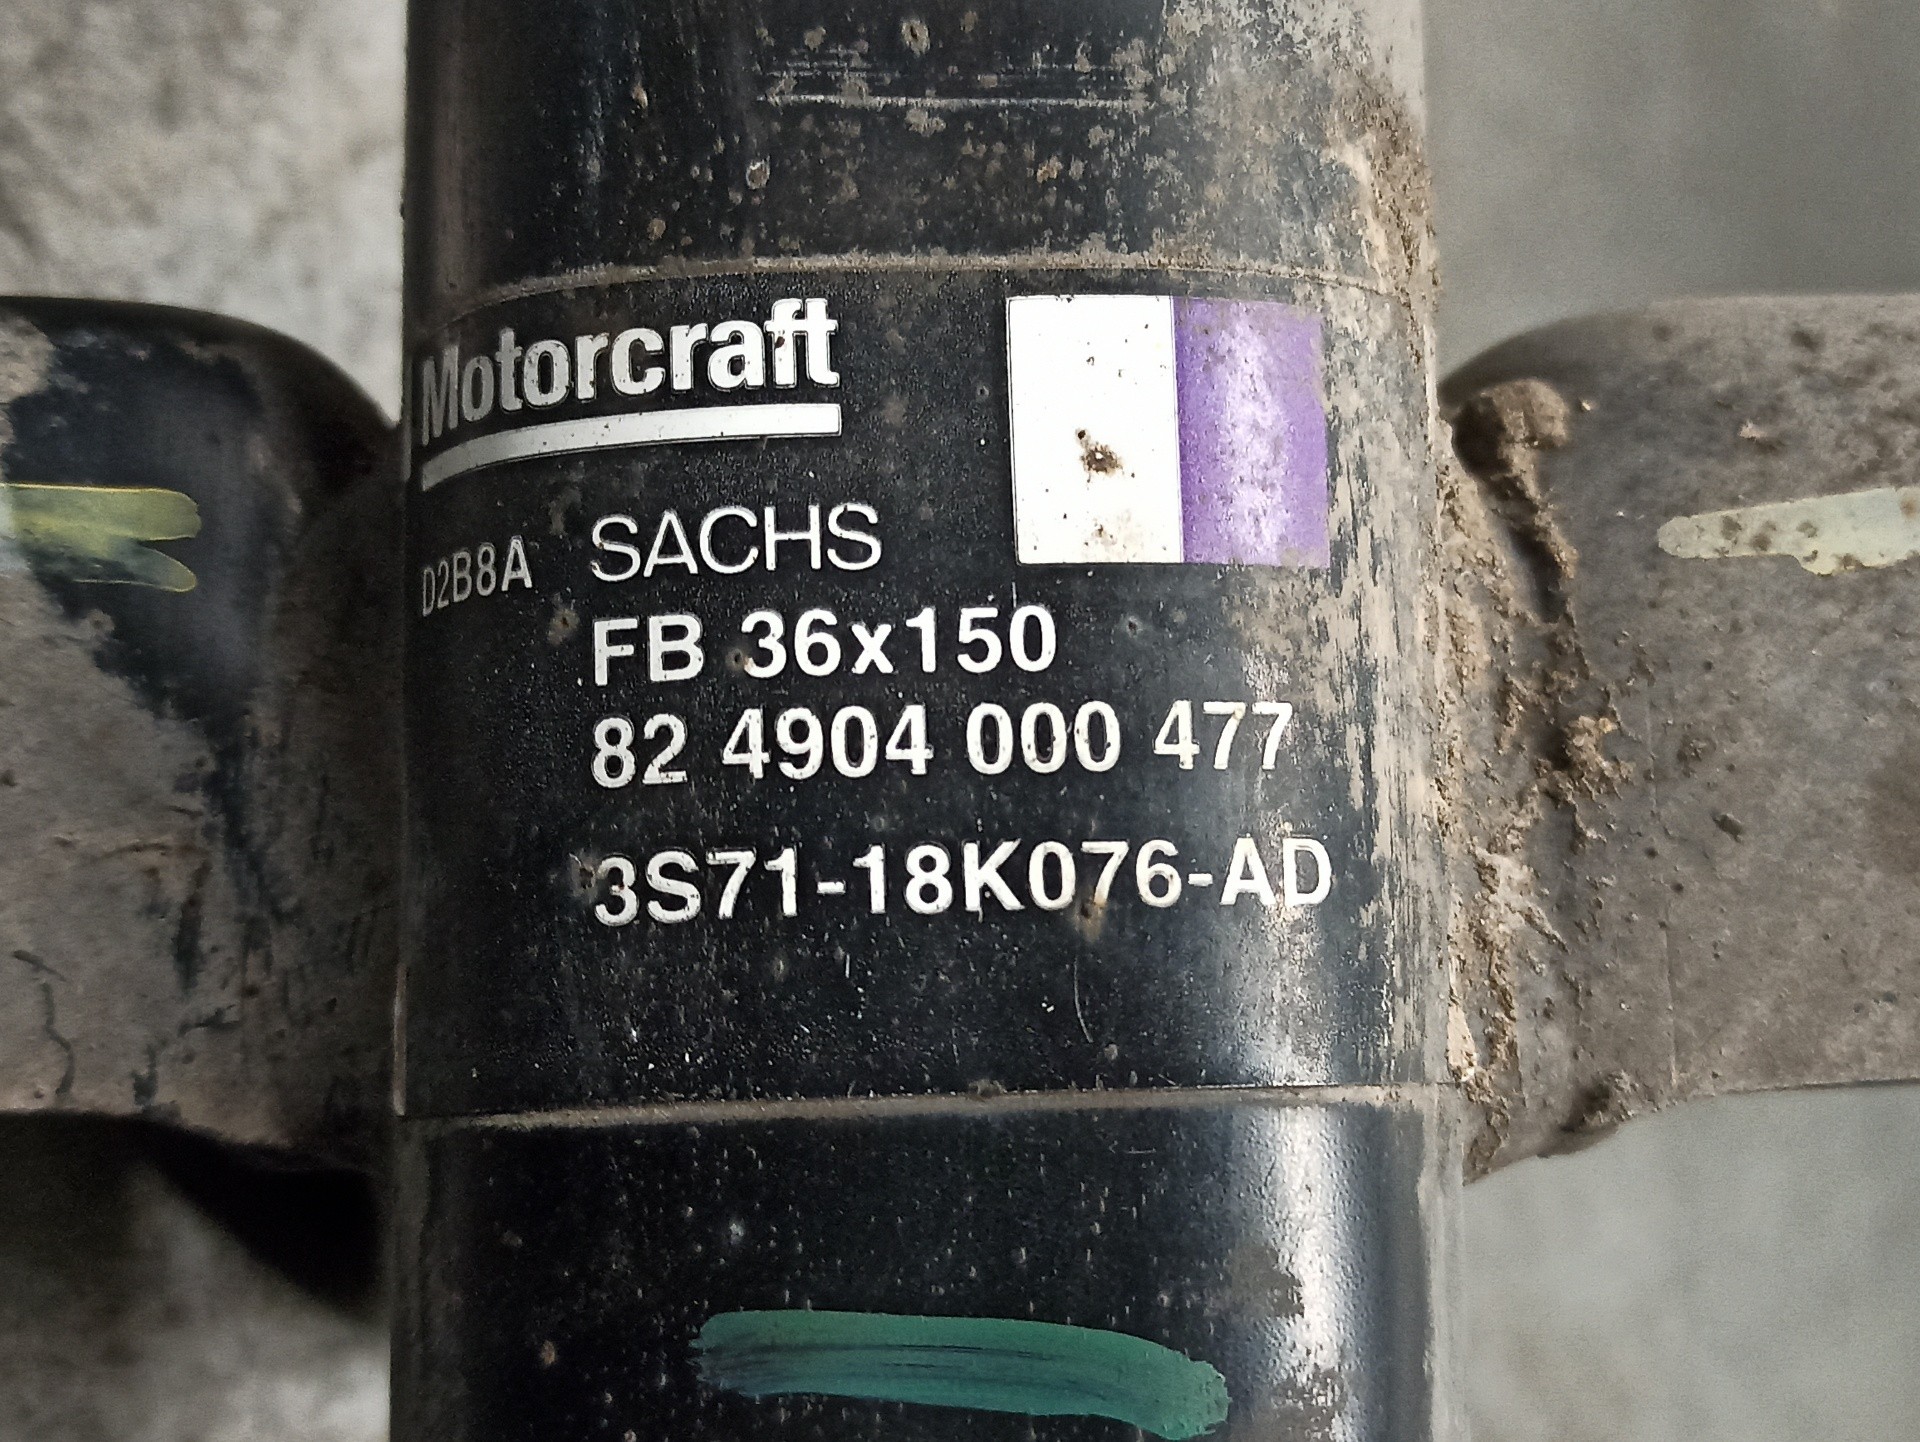 Motorcraft
D2B8A SACHS
FB 36x150
82 4904 000 477
3S71-18K076-AD